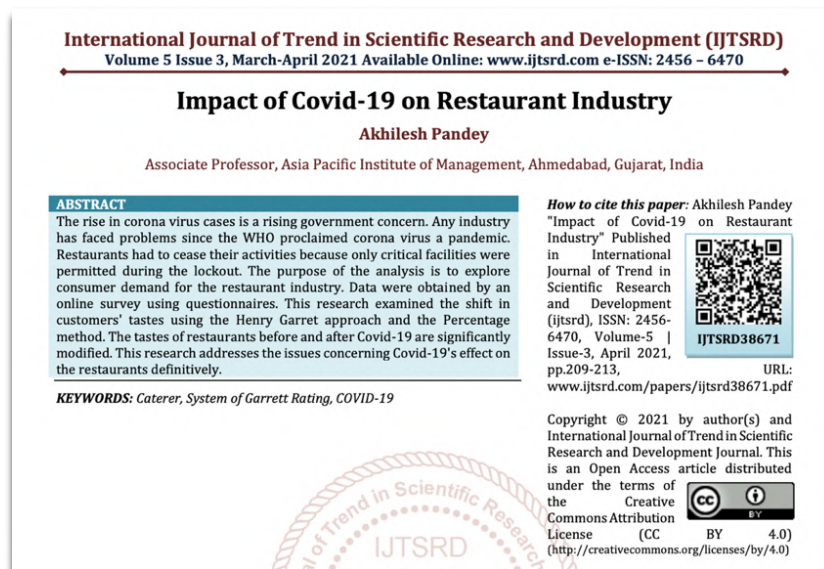 International Journal of Trend in Scientific Research and Development (IJTSRD)
Volume 5 Issue 3, March-April 2021 Available Online: www.ijtsrd.com e-ISSN: 2456 – 6470
Impact of Covid-19 on Restaurant Industry
Akhilesh Pandey
Associate Professor, Asia Pacific Institute of Management, Ahmedabad, Gujarat, India
ABSTRACT
The rise in corona virus cases is a rising government concern. Any industry
has faced problems since the WHO proclaimed corona virus a pandemic.
Restaurants had to cease their activities because only critical facilities were
permitted during the lockout. The purpose of the analysis is to explore
consumer demand for the restaurant industry. Data were obtained by an
online survey using questionnaires. This research examined the shift in
customers' tastes using the Henry Garret approach and the Percentage
method. The tastes of restaurants before and after Covid-19 are significantly
modified. This research addresses the issues concerning Covid-19's effect on
the restaurants definitively.
KEYWORDS: Caterer, System of Garrett Rating, COVID-19
How to cite this paper: Akhilesh Pandey
"Impact of Covid-19 on Restaurant
Industry" Published
in International
Journal of Trend in
Scientific Research
and Development
(ijtsrd), ISSN: 2456-
6470, Volume-5 |
Issue-3, April 2021,
pp.209-213, URL:
www.ijtsrd.com/papers/ijtsrd38671.pdf
IJTSRD38671
Copyright © 2021 by author(s) and
International Journal of Trend in Scientific
Research and Development Journal. This
is an Open Access article distributed
under the terms of
the Creative
Commons Attribution
License (CC BY 4.0)
(http://creativecommons.org/licenses/by/4.0)
CC
BY
of Trend in Scientific Research
IJTSRD